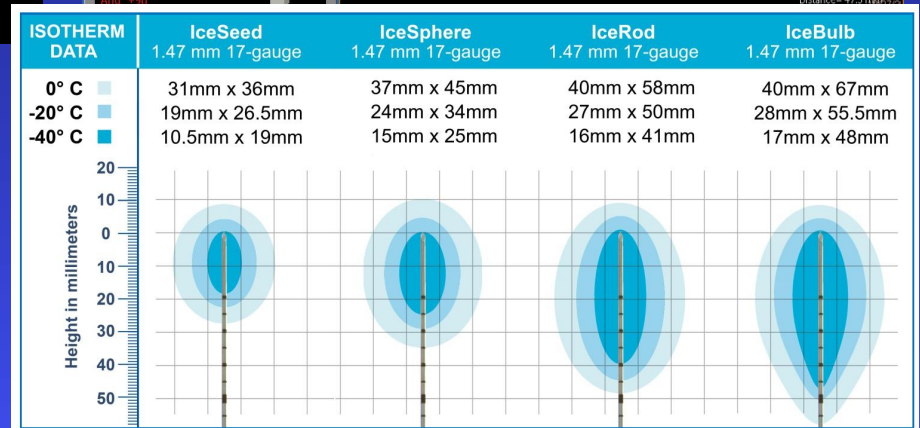 Distance= 47.5
ISOTHERM DATA
IceSeed
1.47 mm 17-gauge
IceSphere
1.47 mm 17-gauge
IceRod
1.47 mm 17-gauge
IceBulb
1.47 mm 17-gauge
0° C 31mm x 36mm 37mm x 45mm 40mm x 58mm 40mm x 67mm
-20° C 19mm x 26.5mm 24mm x 34mm 27mm x 50mm 28mm x 55.5mm
-40° C 10.5mm x 19mm 15mm x 25mm 16mm x 41mm 17mm x 48mm
Height in millimeters
20
10
0
10
20
30
40
50